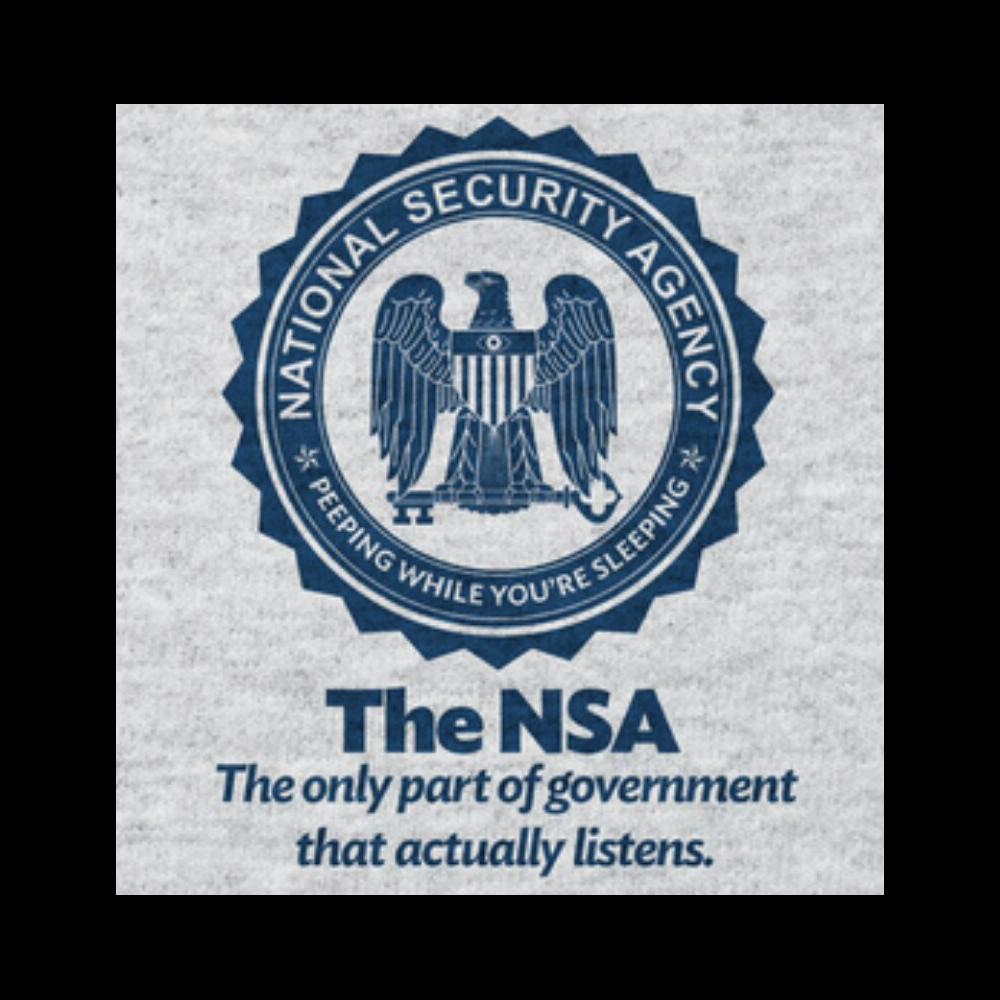 NATIONAL SECURITY AGENCY
PEEPING WHILE YOU'RE SLEEPING
The NSA
The only part of government
that actually listens.